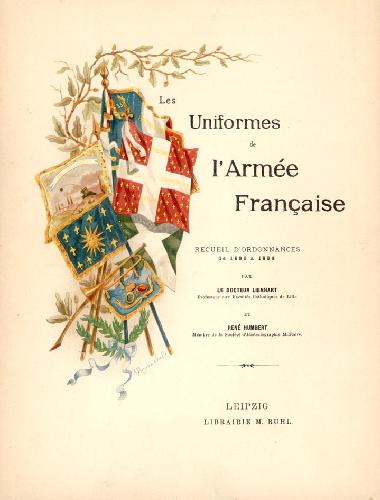 Les
Uniformes
de
l'Armée
Française
RECUEIL D'ORDONNANCES
de 1690 à 1894
PAR
LE DOCTEUR LIENHART
Professeur aux Facultés Catholiques de Lille
ET
RENÉ HUMBERT
Membre de la Société d'Iconographie Militaire.
LEIPZIG
LIBRAIRIE M. RUHL.